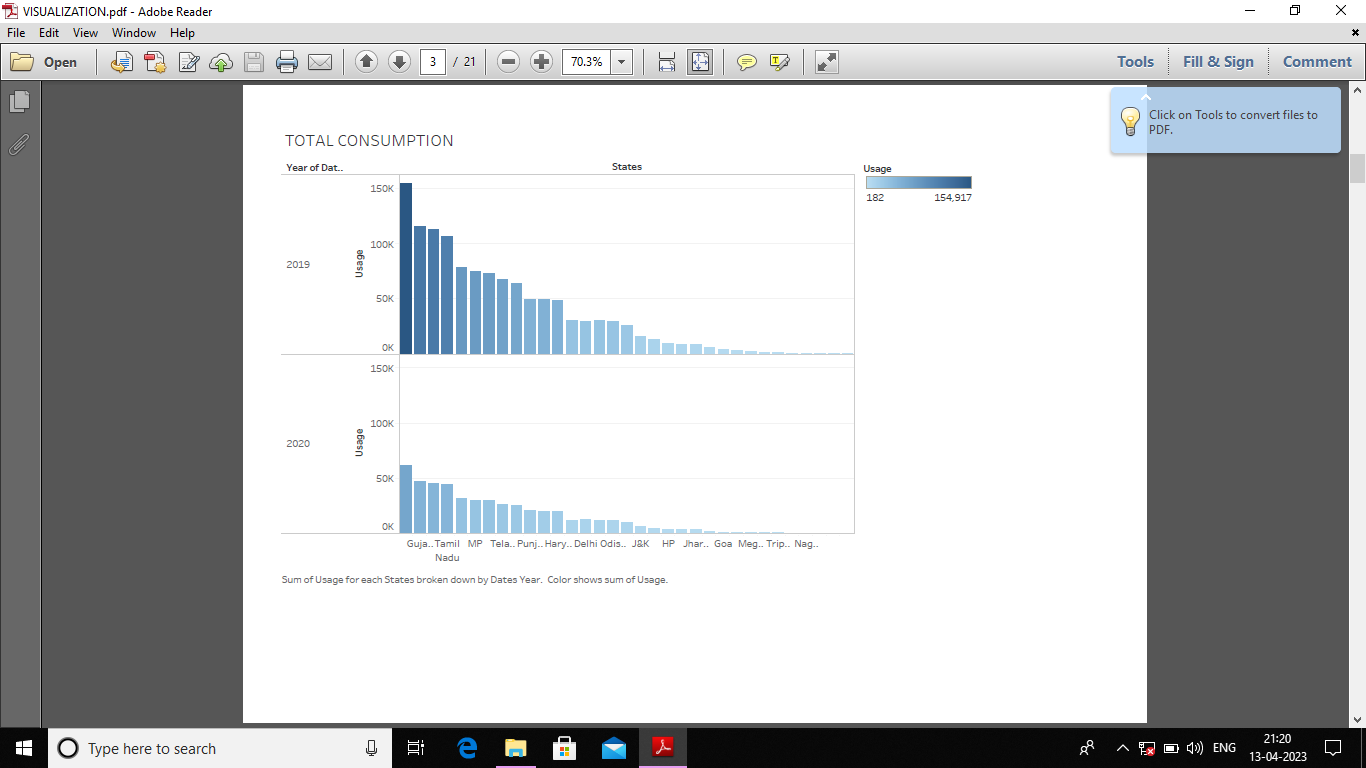 VISUALIZATION.pdf - Adobe Reader
File Edit View Window Help
Open 3 / 21 70.3% Tools Fill & Sign Comment
Click on Tools to convert files to
PDF.
TOTAL CONSUMPTION
Year of Dat.. States Usage
182 154,917
150K
100K
2019 Usage
50K
0K
150K
100K
2020 Usage
50K
0K
Guja.. Tamil Nadu MP Tela.. Punj.. Hary.. Delhi Odis.. J&K HP Jhar.. Goa Meg.. Trip.. Nag..
Sum of Usage for each States broken down by Dates Year. Color shows sum of Usage.
Type here to search ENG 21:20
13-04-2023